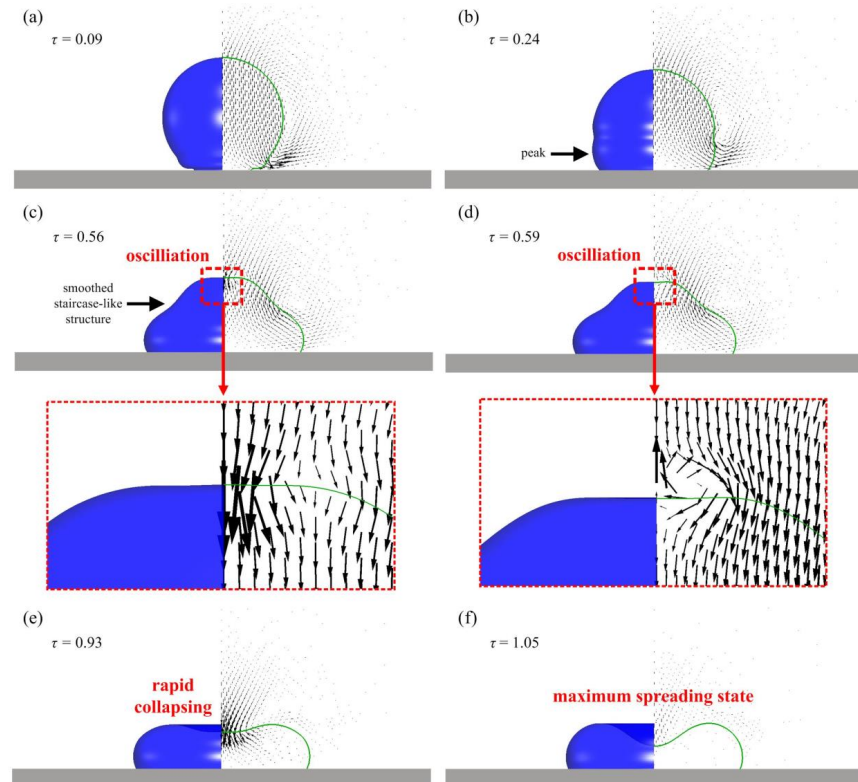 (a)
τ = 0.09
(b)
τ = 0.24
peak
(c)
τ = 0.56
oscilliation
smoothed
staircase-like
structure
(d)
τ = 0.59
oscilliation
(e)
τ = 0.93
rapid
collapsing
(f)
τ = 1.05
maximum spreading state